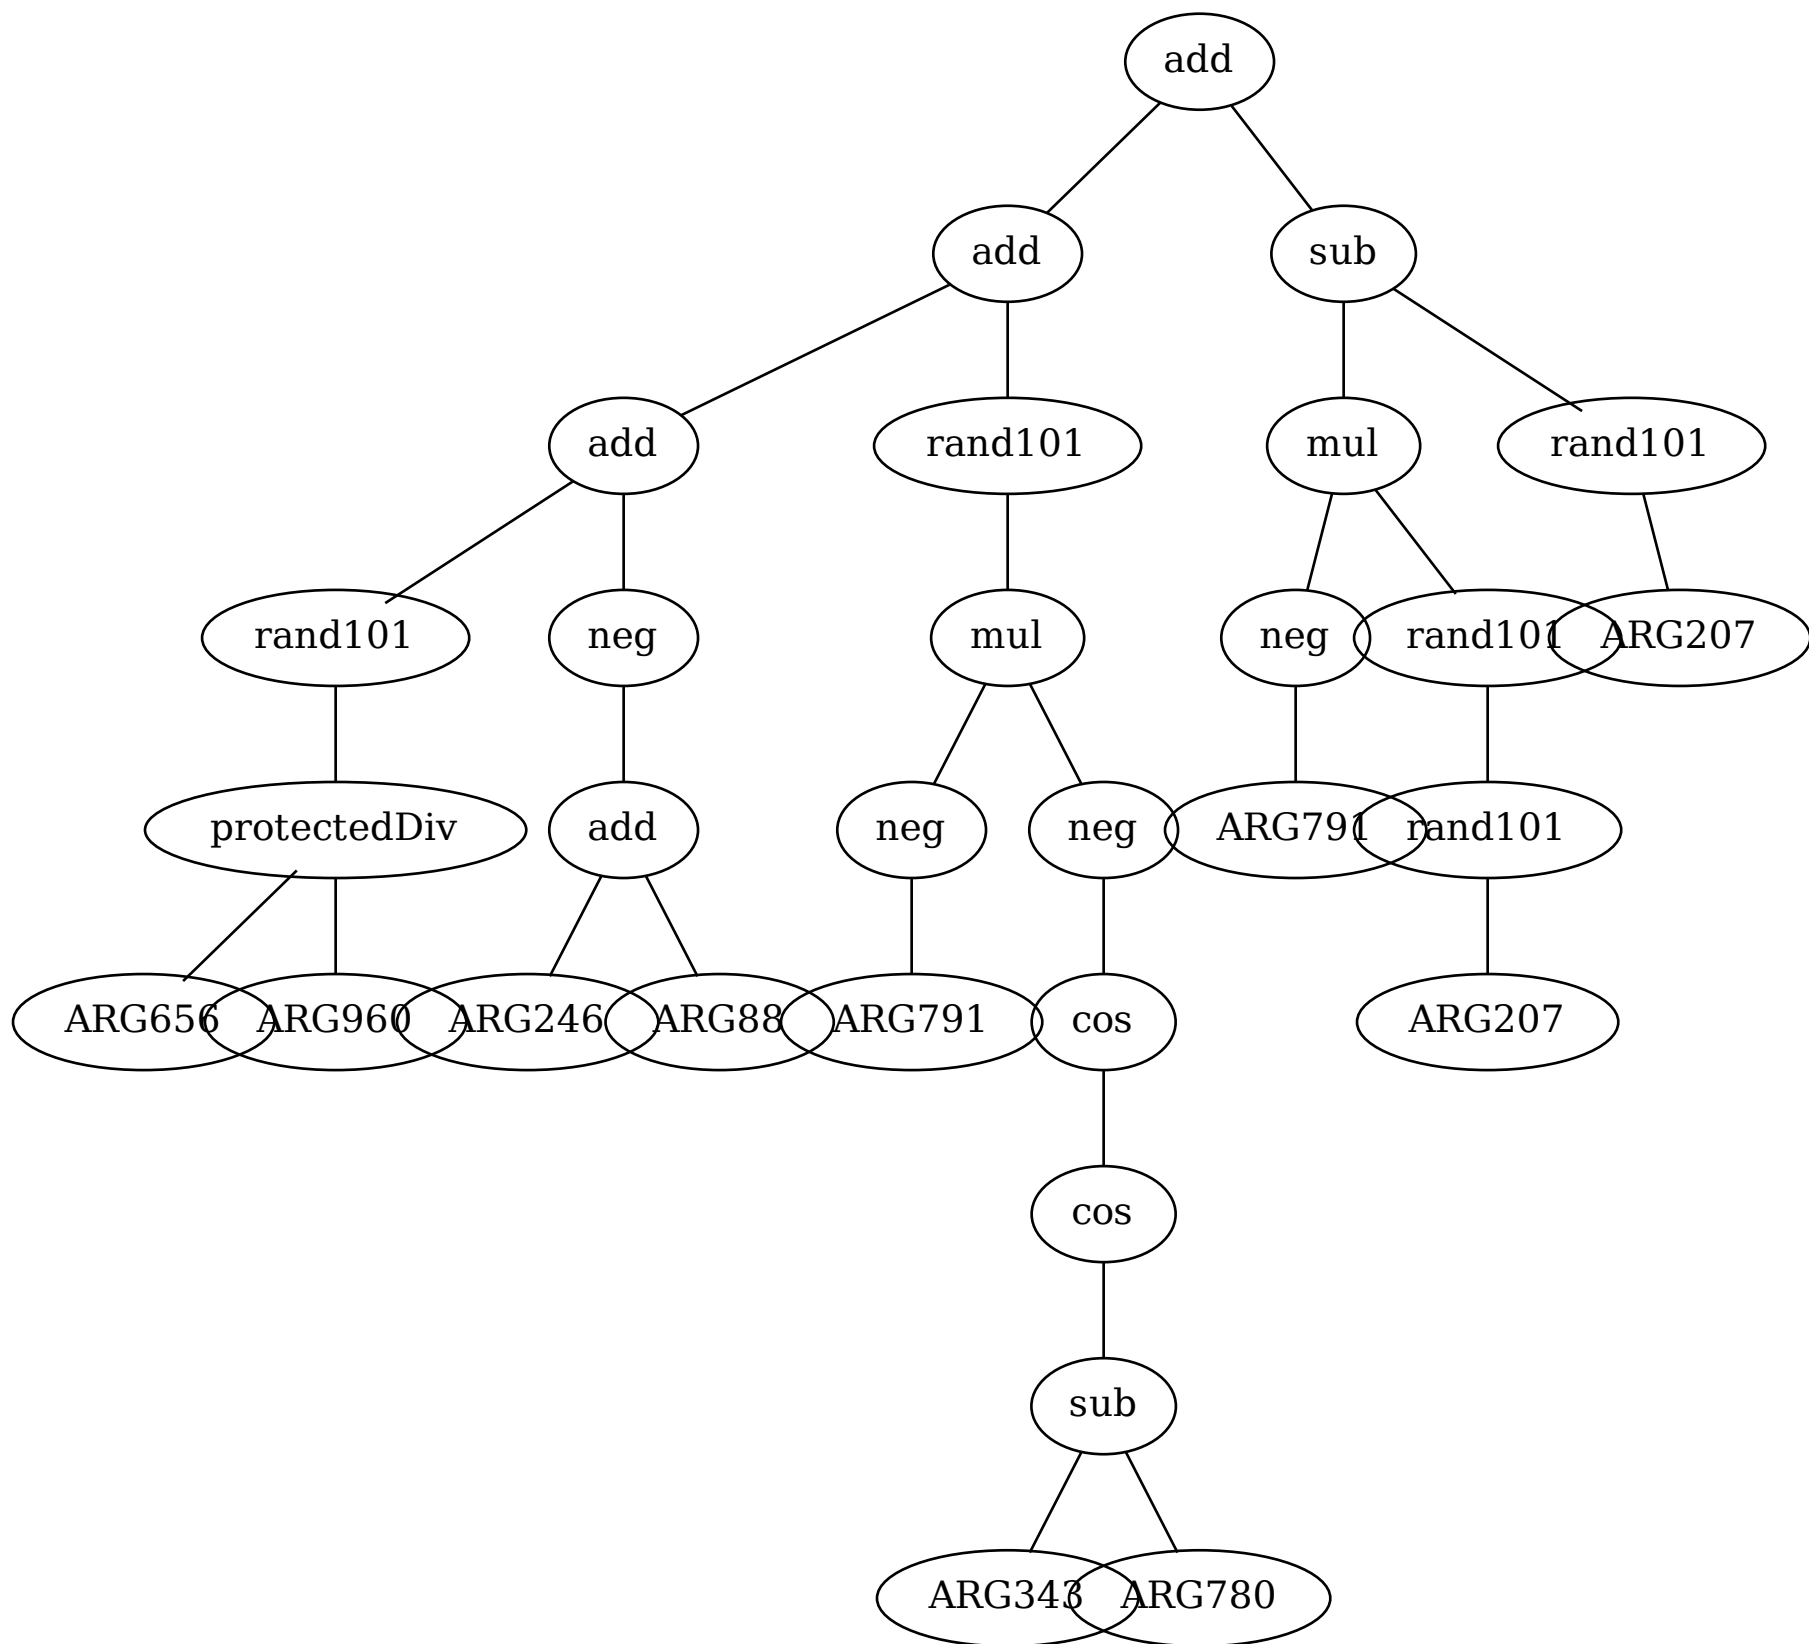 add
add sub
add rand101 mul rand101
rand101 neg mul neg rand101 ARG207
protectedDiv add neg neg ARG791 rand101
ARG656 ARG960 ARG246 ARG88 ARG791 cos ARG207
cos
sub
ARG343 ARG780